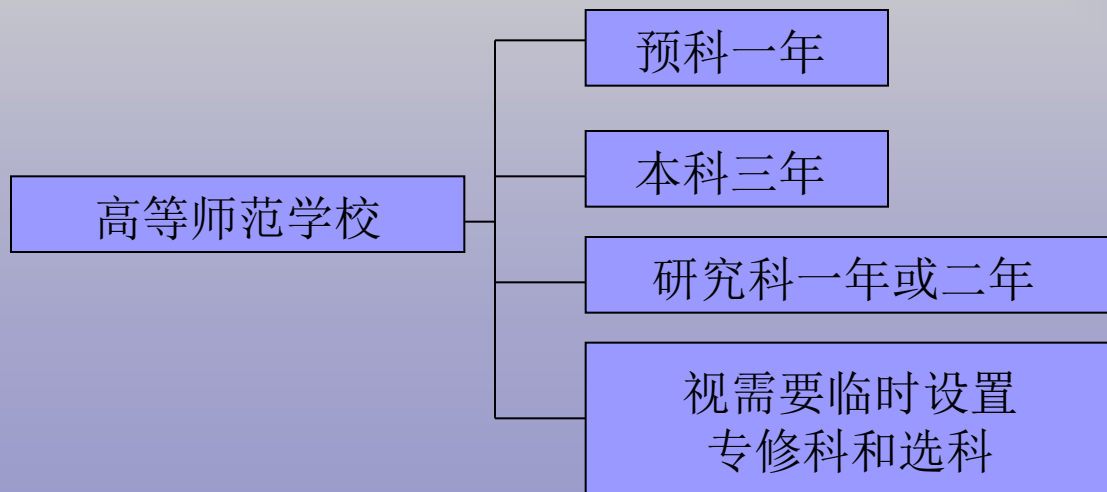 高等师范学校
预科一年
本科三年
研究科一年或二年
视需要临时设置
专修科和选科